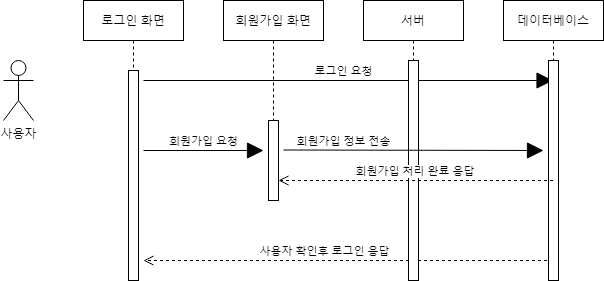 로그인 화면
회원가입 화면
서버
데이터베이스
로그인 요청
사용자
회원가입 요청
회원가입 정보 전송
회원가입 처리 완료 응답
사용자 확인후 로그인 응답